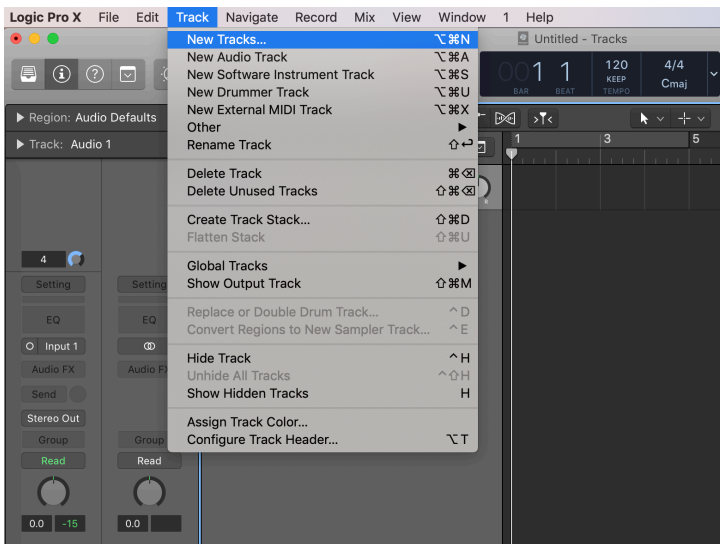 Logic Pro X File Edit Track Navigate Record Mix View Window 1 Help
Untitled - Tracks
New Tracks... ⌥⌘N
New Audio Track ⌥⌘A
New Software Instrument Track ⌥⌘S
New Drummer Track ⌥⌘U
New External MIDI Track ⌥⌘X
Other ▶
Rename Track ⇧↩
Delete Track ⌘⌫
Delete Unused Tracks ⇧⌘⌫
Create Track Stack... ⇧⌘D
Flatten Stack ⇧⌘U
Global Tracks ▶
Show Output Track ⇧⌘M
Replace or Double Drum Track... ^D
Convert Regions to New Sampler Track... ^E
Hide Track ^H
Unhide All Tracks ^⇧H
Show Hidden Tracks H
Assign Track Color...
Configure Track Header... ⌥T
001 1 120 4/4
KEEP Cmaj
BAR BEAT TEMPO
Region: Audio Defaults
Track: Audio 1
1 3 5
1
4
Setting Setting
EQ EQ
Input 1
Audio FX Audio FX
Send
Stereo Out
Group Group
Read Read
0.0 -15 0.0